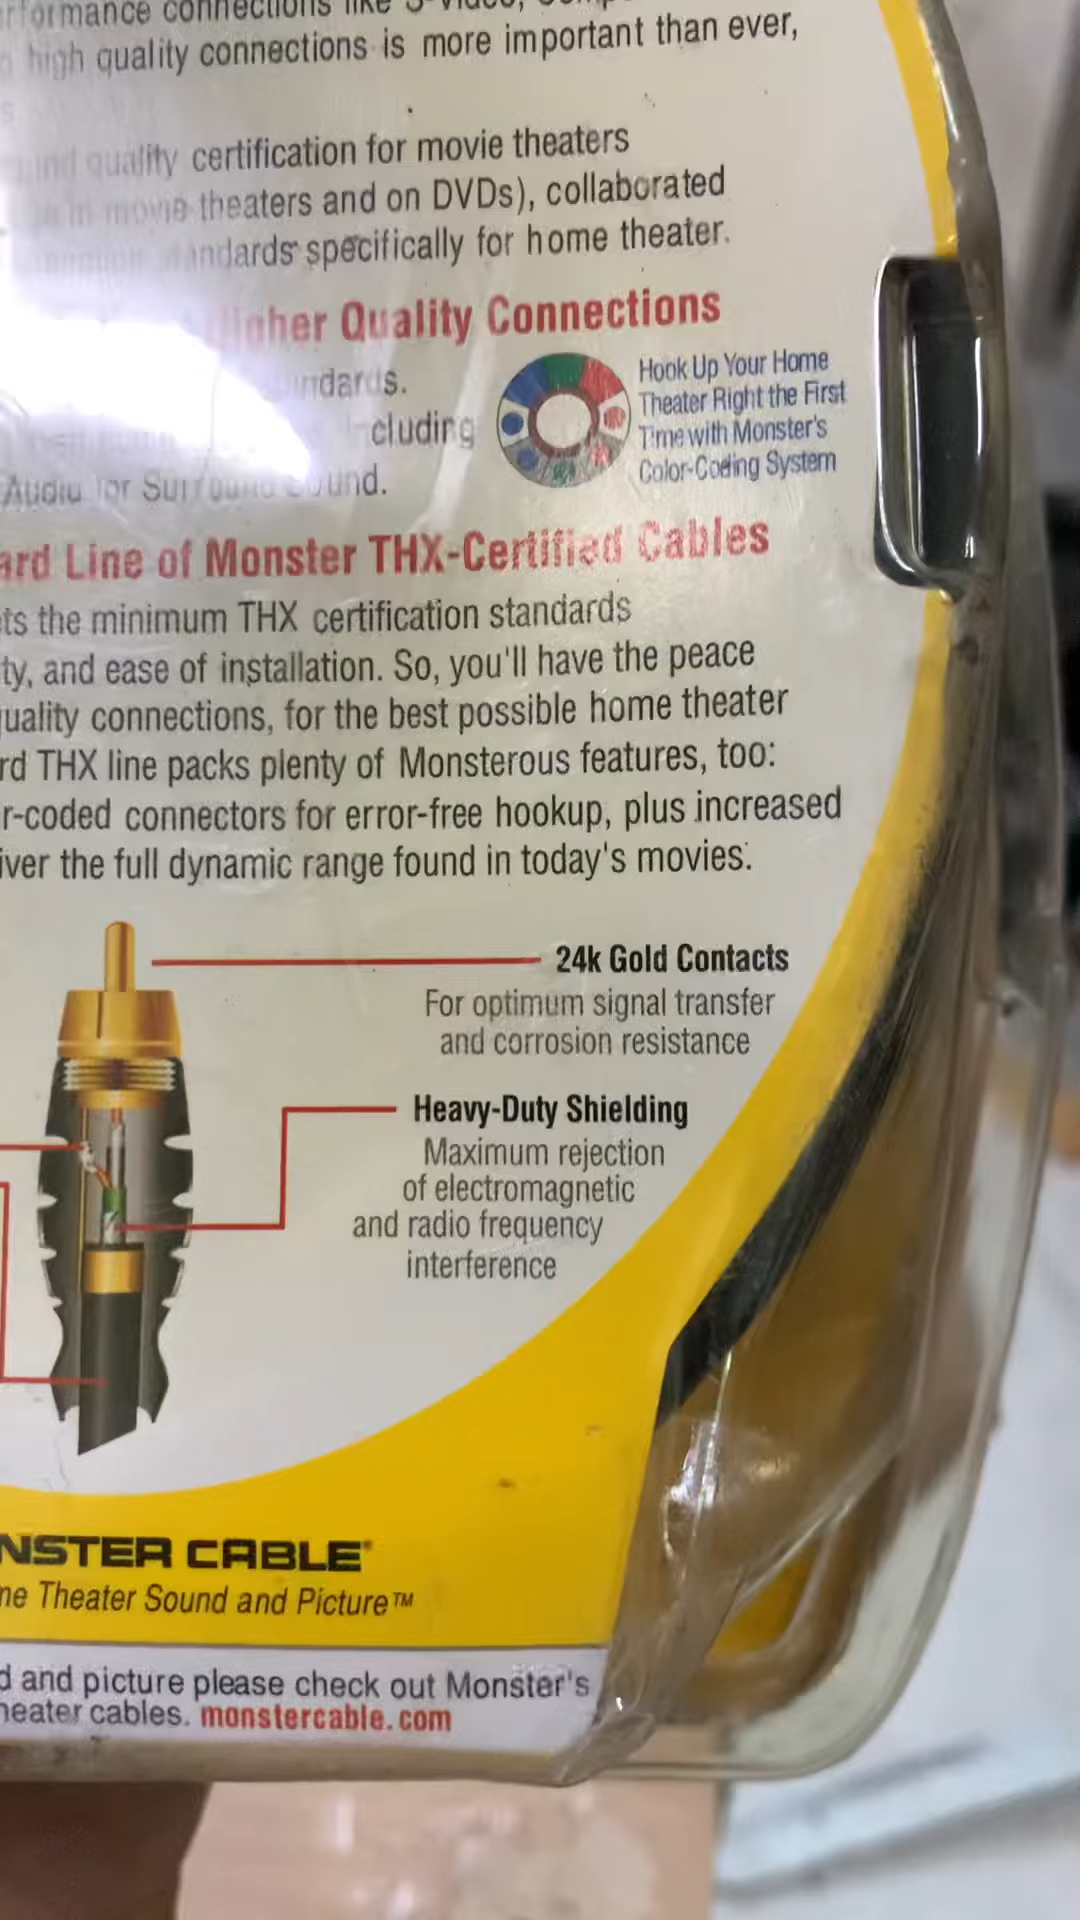 connections like
high quality connections is more important than ever,
quality certification for movie theaters
in movie theaters and on DVDs), collaborated
standards specifically for home theater.
Higher Quality Connections
Hook Up Your Home
Theater Right the First
Time with Monster's
Color-Coding System
ndards.
cluding
Audio for Surround Sound.
ard Line of Monster THX-Certified Cables
ts the minimum THX certification standards
ty, and ease of installation. So, you'll have the peace
quality connections, for the best possible home theater
rd THX line packs plenty of Monsterous features, too:
r-coded connectors for error-free hookup, plus increased
iver the full dynamic range found in today's movies.
24k Gold Contacts
For optimum signal transfer
and corrosion resistance
Heavy-Duty Shielding
Maximum rejection
of electromagnetic
and radio frequency
interference
NSTER CABLE®
me Theater Sound and Picture™
d and picture please check out Monster's
heater cables. monstercable.com